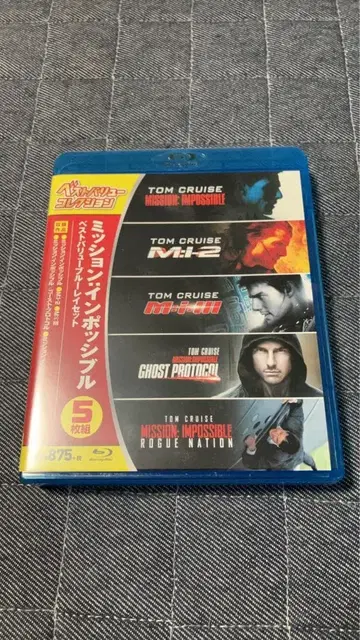 ベストバリュー
コレクション
ミッション:インポッシブル
ベストバリューブルーレイセット
5
枚組
875
TOM CRUISE
MISSION: IMPOSSIBLE
TOM CRUISE
M:I-2
TOM CRUISE
M:i:III
TOM CRUISE
MISSION: IMPOSSIBLE
GHOST PROTOCOL
TOM CRUISE
MISSION: IMPOSSIBLE
ROGUE NATION